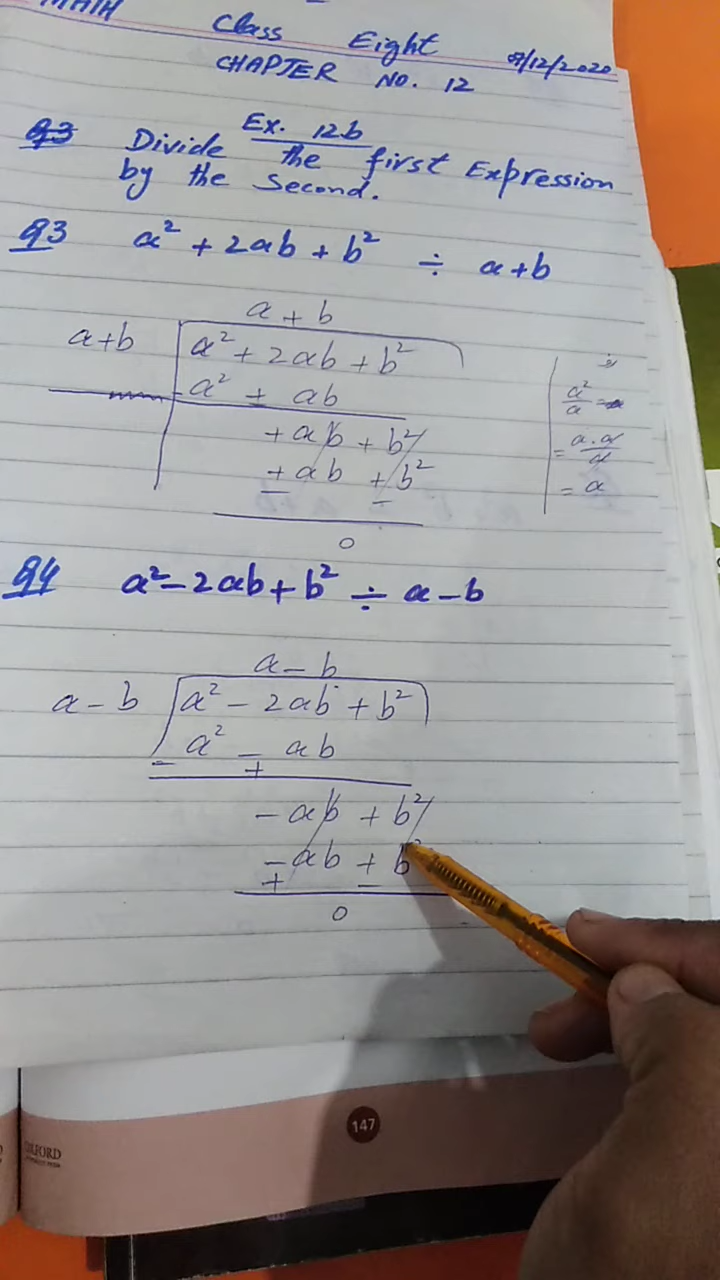 MATH Class Eight 8/12/2020
CHAPTER NO. 12
Ex. 12b
Q3 Divide the first Expression
by the Second.
Q3 a² + 2ab + b² ÷ a+b
a + b
a+b a² + 2ab + b²
- a² + ab
+ ab + b²
+ ab + b²
- -
0
a²/a =
= a.a/a
= a
Q4 a² - 2ab + b² ÷ a - b
a - b
a - b a² - 2ab + b²
a² - ab
- +
- ab + b²
- ab + b²
+ -
0
147
OXFORD